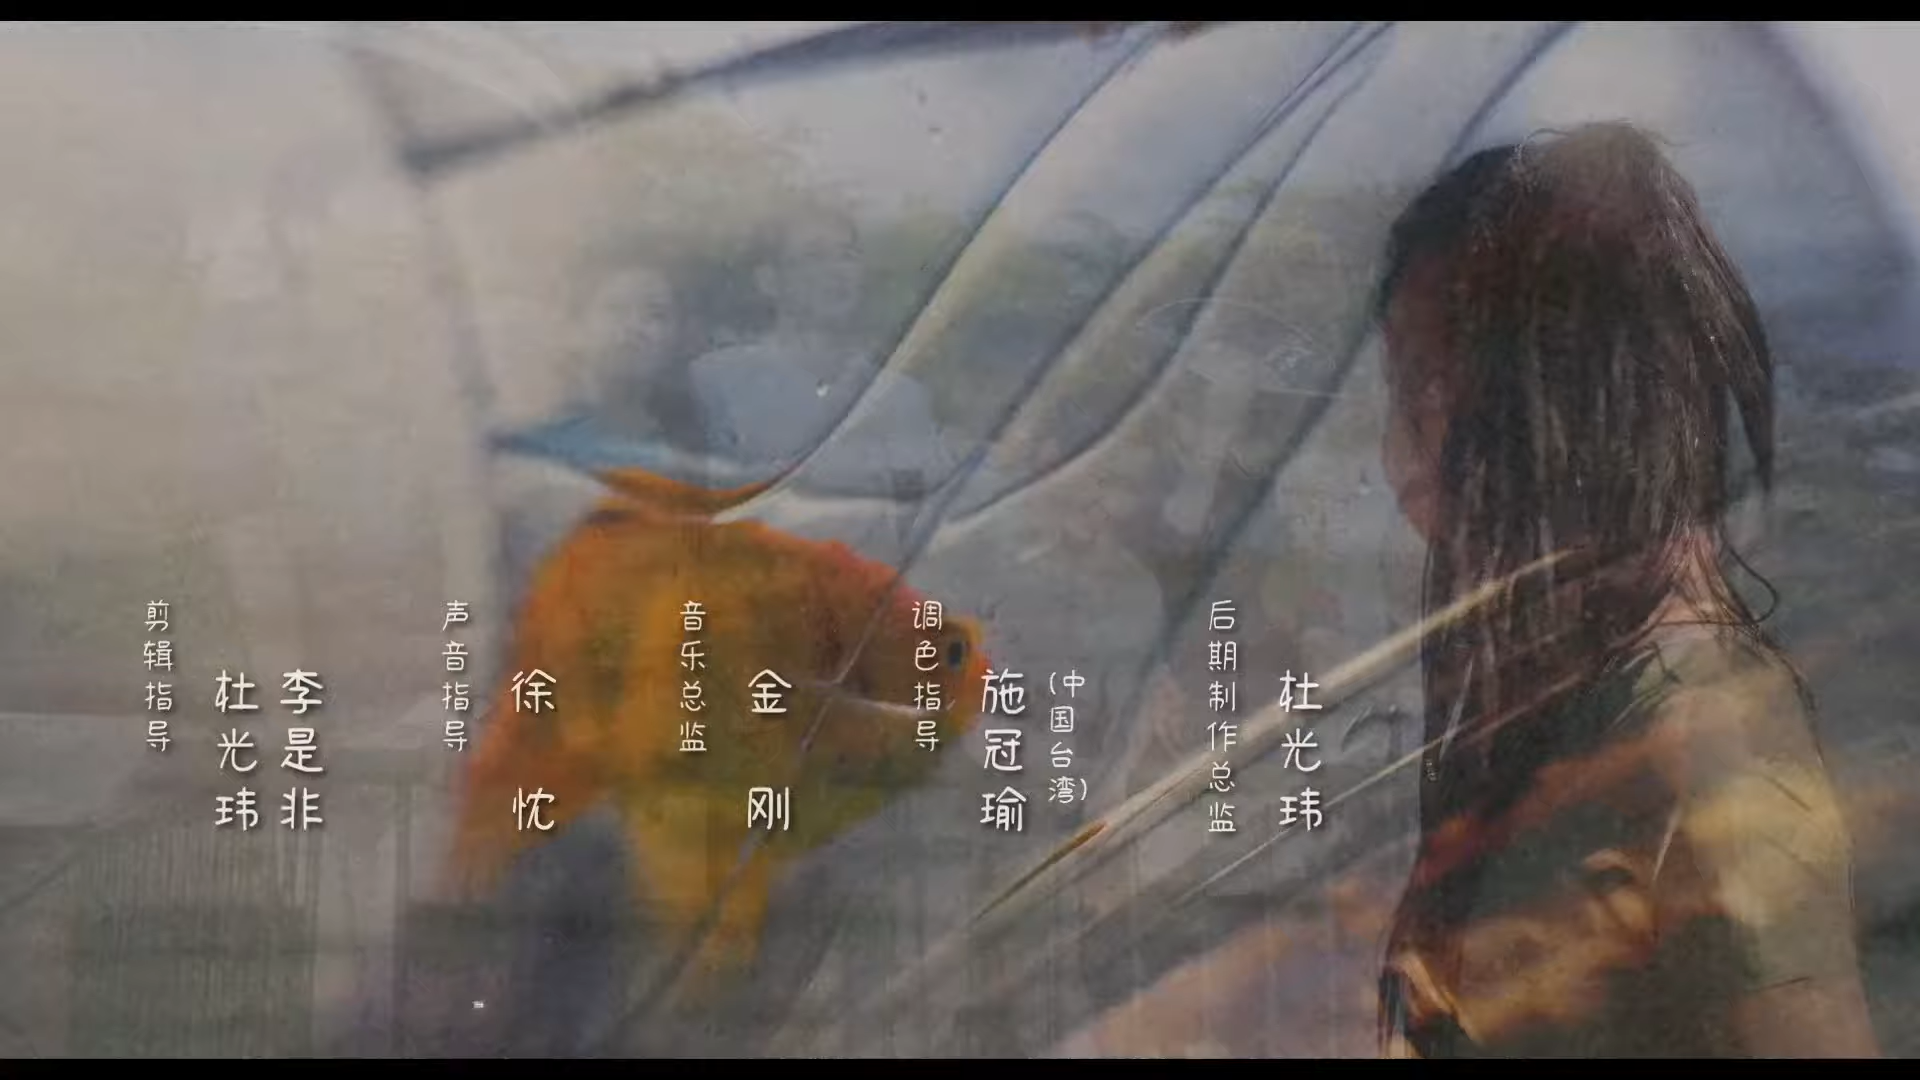 剪辑指导
杜光玮
李是非
声音指导
徐忱
音乐总监
金刚
调色指导
施冠瑜
(中国台湾)
后期制作总监
杜光玮